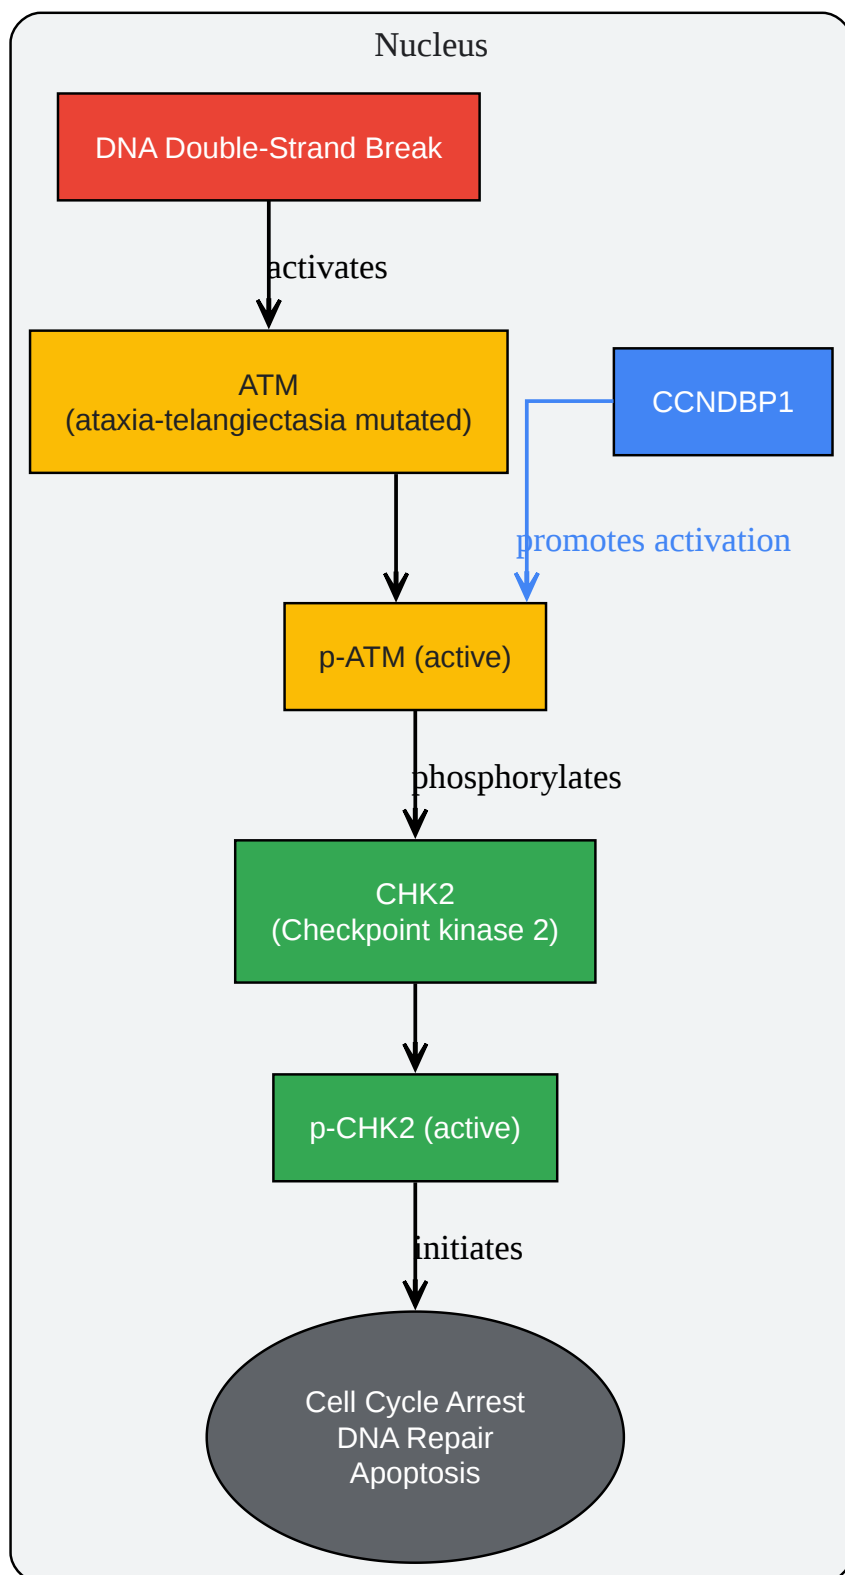 Nucleus
DNA Double-Strand Break
activates
ATM
(ataxia-telangiectasia mutated)
CCNDBP1
promotes activation
p-ATM (active)
phosphorylates
CHK2
(Checkpoint kinase 2)
p-CHK2 (active)
initiates
Cell Cycle Arrest
DNA Repair
Apoptosis